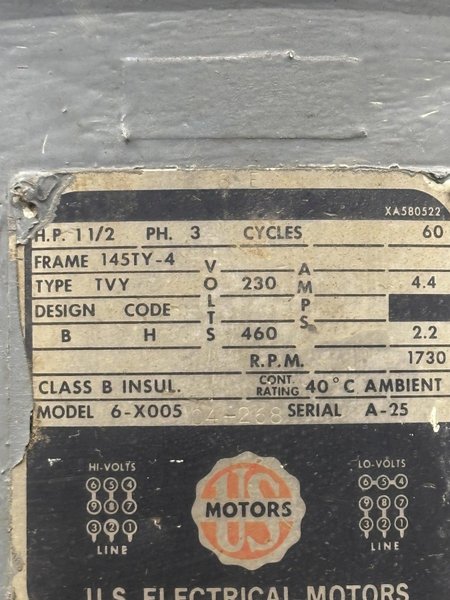 XA580522
H.P. 1 1/2 PH. 3 CYCLES 60
FRAME 145TY-4
TYPE TVY VOLTS 230 AMPS 4.4
DESIGN CODE
B H 460 2.2
R.P.M. 1730
CLASS B INSUL. CONT. RATING 40°C AMBIENT
MODEL 6-X005 04-268 SERIAL A-25
HI-VOLTS LO-VOLTS
6 5 4 6-5-4
9 8 7 9 8 7
3 2 1 3 2 1
LINE LINE
US MOTORS
U.S. ELECTRICAL MOTORS